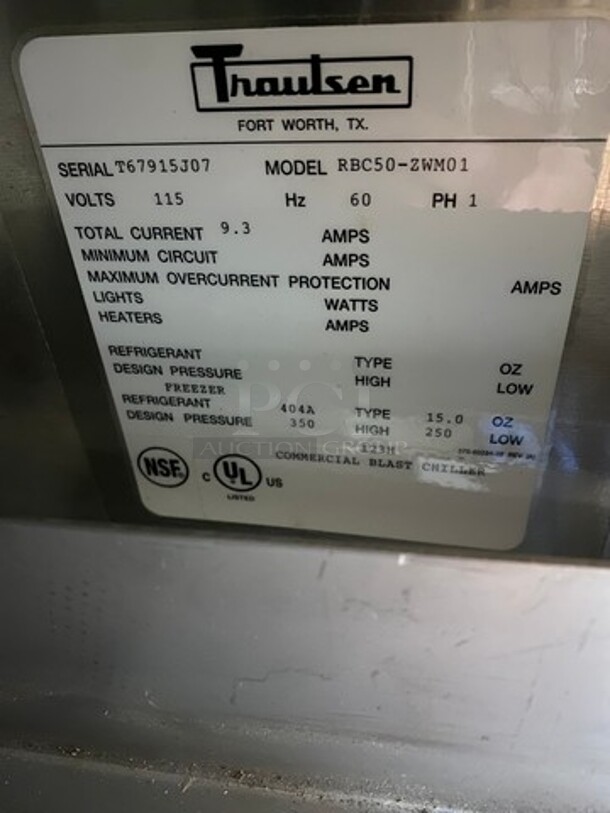 Traulsen
FORT WORTH, TX.
SERIAL T67915J07 MODEL RBC50-ZWM01
VOLTS 115 Hz 60 PH 1
TOTAL CURRENT 9.3 AMPS
MINIMUM CIRCUIT AMPS
MAXIMUM OVERCURRENT PROTECTION AMPS
LIGHTS WATTS
HEATERS AMPS
REFRIGERANT TYPE OZ
DESIGN PRESSURE HIGH LOW
FREEZER
REFRIGERANT 404A TYPE 15.0 OZ
DESIGN PRESSURE 350 HIGH 250 LOW
PCI
AUCTION GROUP
NSF
C UL US
LISTED
COMMERCIAL BLAST CHILLER